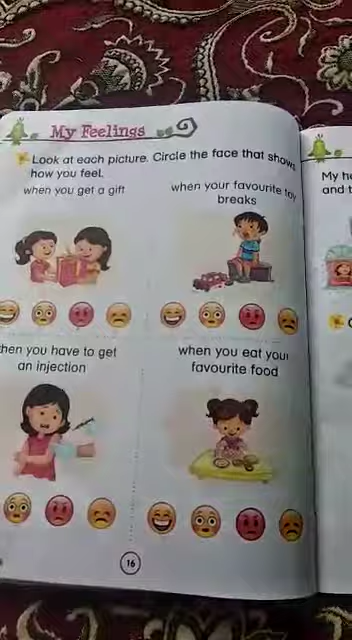 My Feelings
Look at each picture. Circle the face that shows
how you feel.
when you get a gift
when your favourite toy
breaks
hen you have to get
an injection
when you eat your
favourite food
16
My he
and t